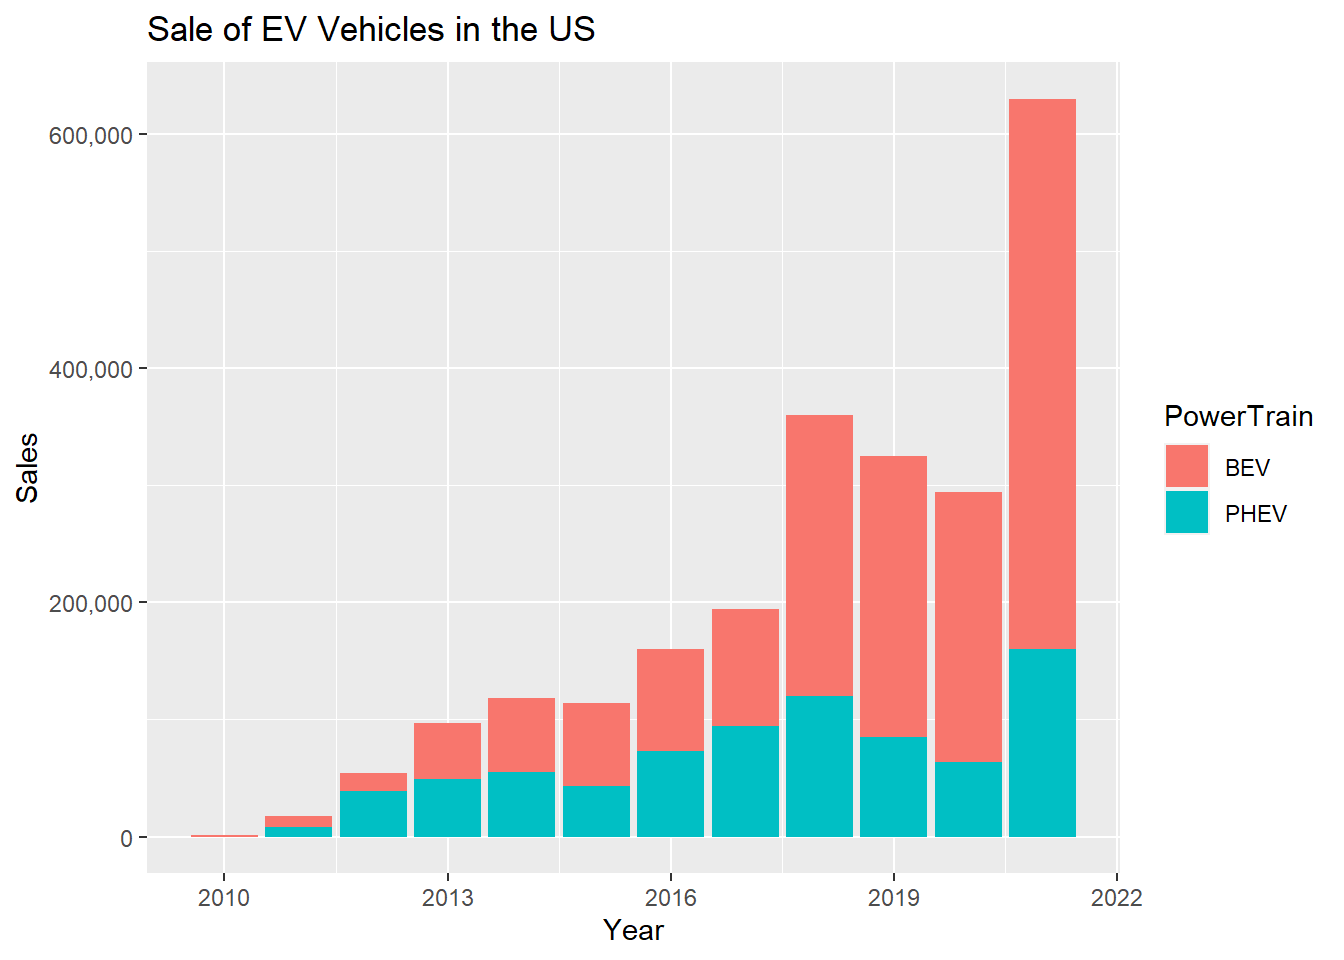 Sale of EV Vehicles in the US
600,000
400,000
200,000
0
Sales
2010 2013 2016 2019 2022
Year
PowerTrain
BEV
PHEV